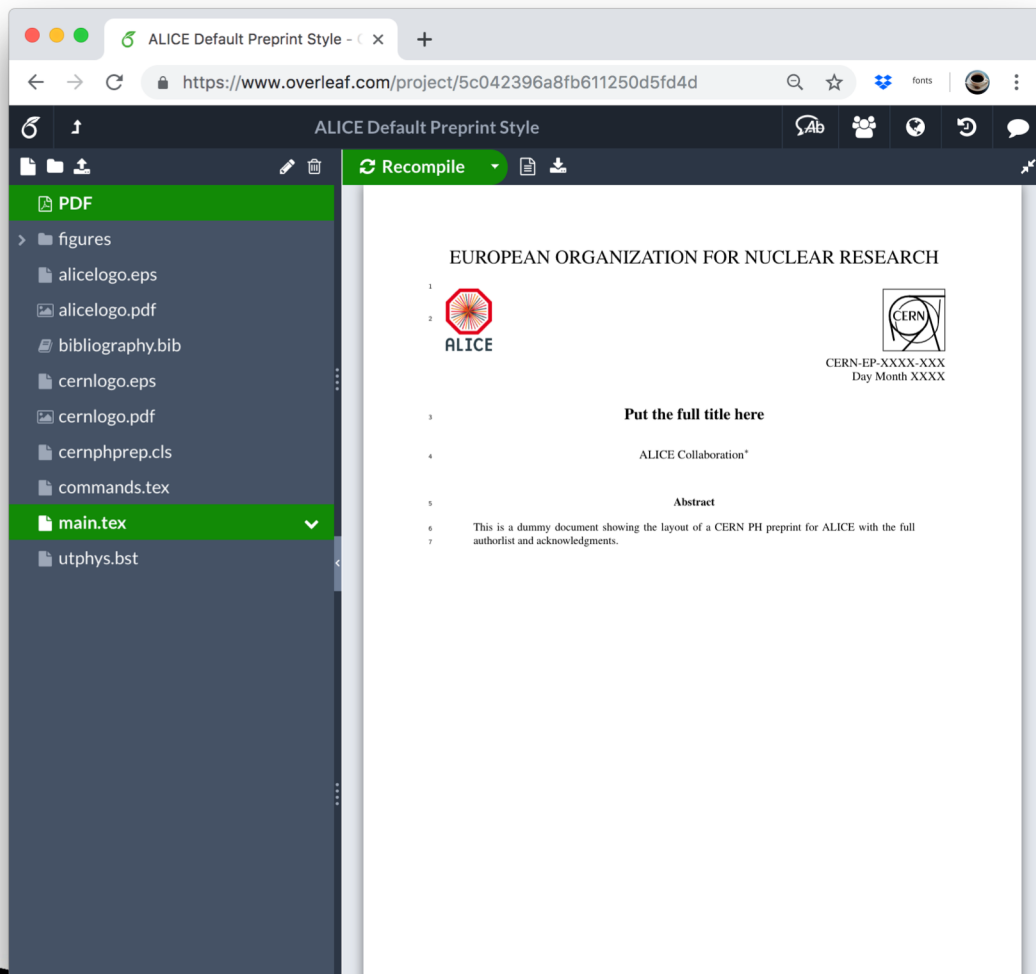 ALICE Default Preprint Style - 
https://www.overleaf.com/project/5c042396a8fb611250d5fd4d
fonts
ALICE Default Preprint Style
Ab
Recompile
PDF
figures
alicelogo.eps
alicelogo.pdf
bibliography.bib
cernlogo.eps
cernlogo.pdf
cernphprep.cls
commands.tex
main.tex
utphys.bst
EUROPEAN ORGANIZATION FOR NUCLEAR RESEARCH
1
2
ALICE
CERN
CERN-EP-XXXX-XXX
Day Month XXXX
3 Put the full title here
4 ALICE Collaboration*
5 Abstract
6 This is a dummy document showing the layout of a CERN PH preprint for ALICE with the full
7 authorlist and acknowledgments.